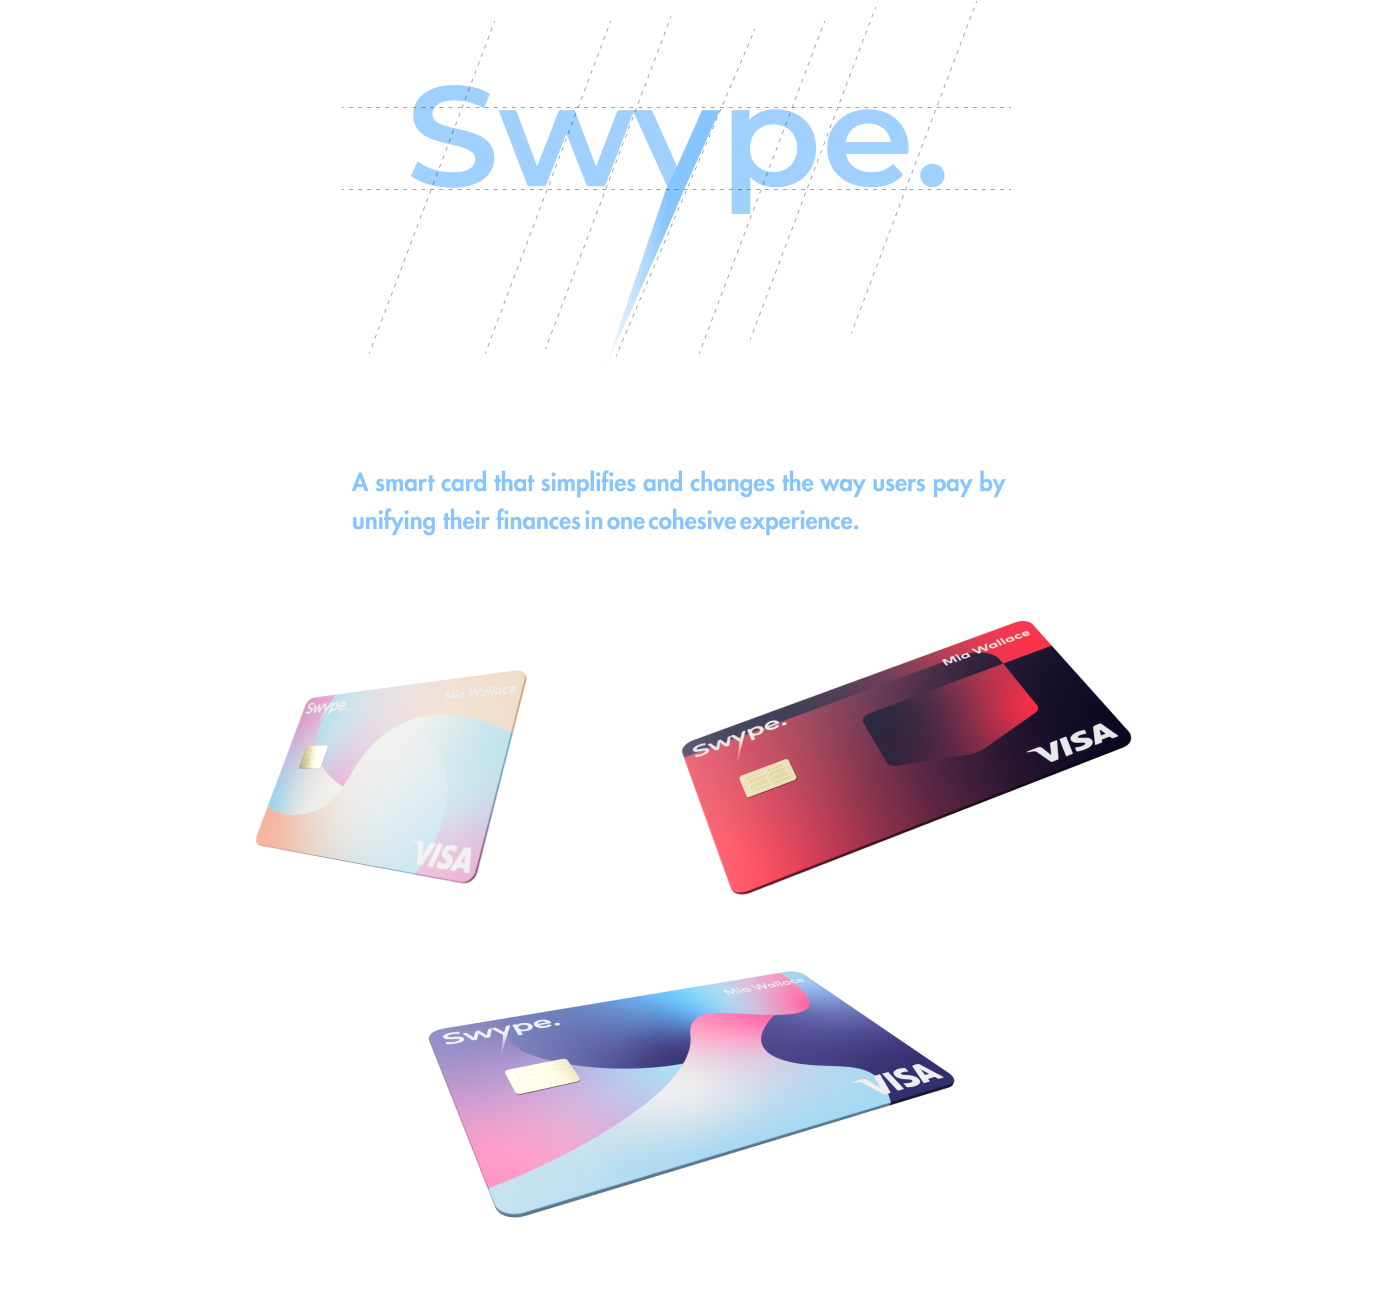 Swype.
A smart card that simplifies and changes the way users pay by
unifying their finances in one cohesive experience.
Mia Wallace
Swype.
VISA
Mia Wallace
Swype.
VISA
Mia Wallace
Swype.
VISA